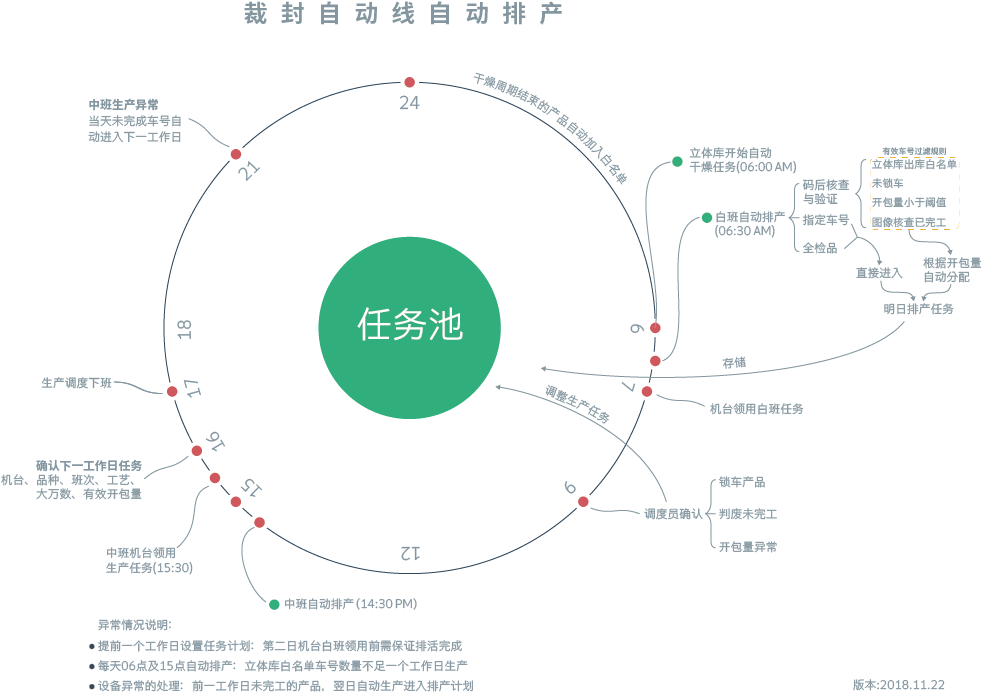 裁封自动线自动排产
24
干燥周期结束的产品自动加入白名单
中班生产异常
当天未完成车号自
动进入下一工作日
21
立体库开始自动
干燥任务(06:00 AM)
白班自动排产
(06:30 AM)
码后核查
与验证
指定车号
全检品
有效车号过滤规则
立体库出库白名单
未锁车
开包量小于阈值
图像核查已完工
直接进入
根据开包量
自动分配
明日排产任务
任务池
18
6
存储
7
机台领用白班任务
调整生产任务
生产调度下班
17
16
确认下一工作日任务
机台、品种、班次、工艺、
大万数、有效开包量
15
9
调度员确认
锁车产品
判废未完工
开包量异常
12
中班机台领用
生产任务(15:30)
中班自动排产(14:30 PM)
异常情况说明:
提前一个工作日设置任务计划：第二日机台白班领用前需保证排活完成
每天06点及15点自动排产：立体库白名单车号数量不足一个工作日生产
设备异常的处理：前一工作日未完工的产品，翌日自动生产进入排产计划
版本:2018.11.22